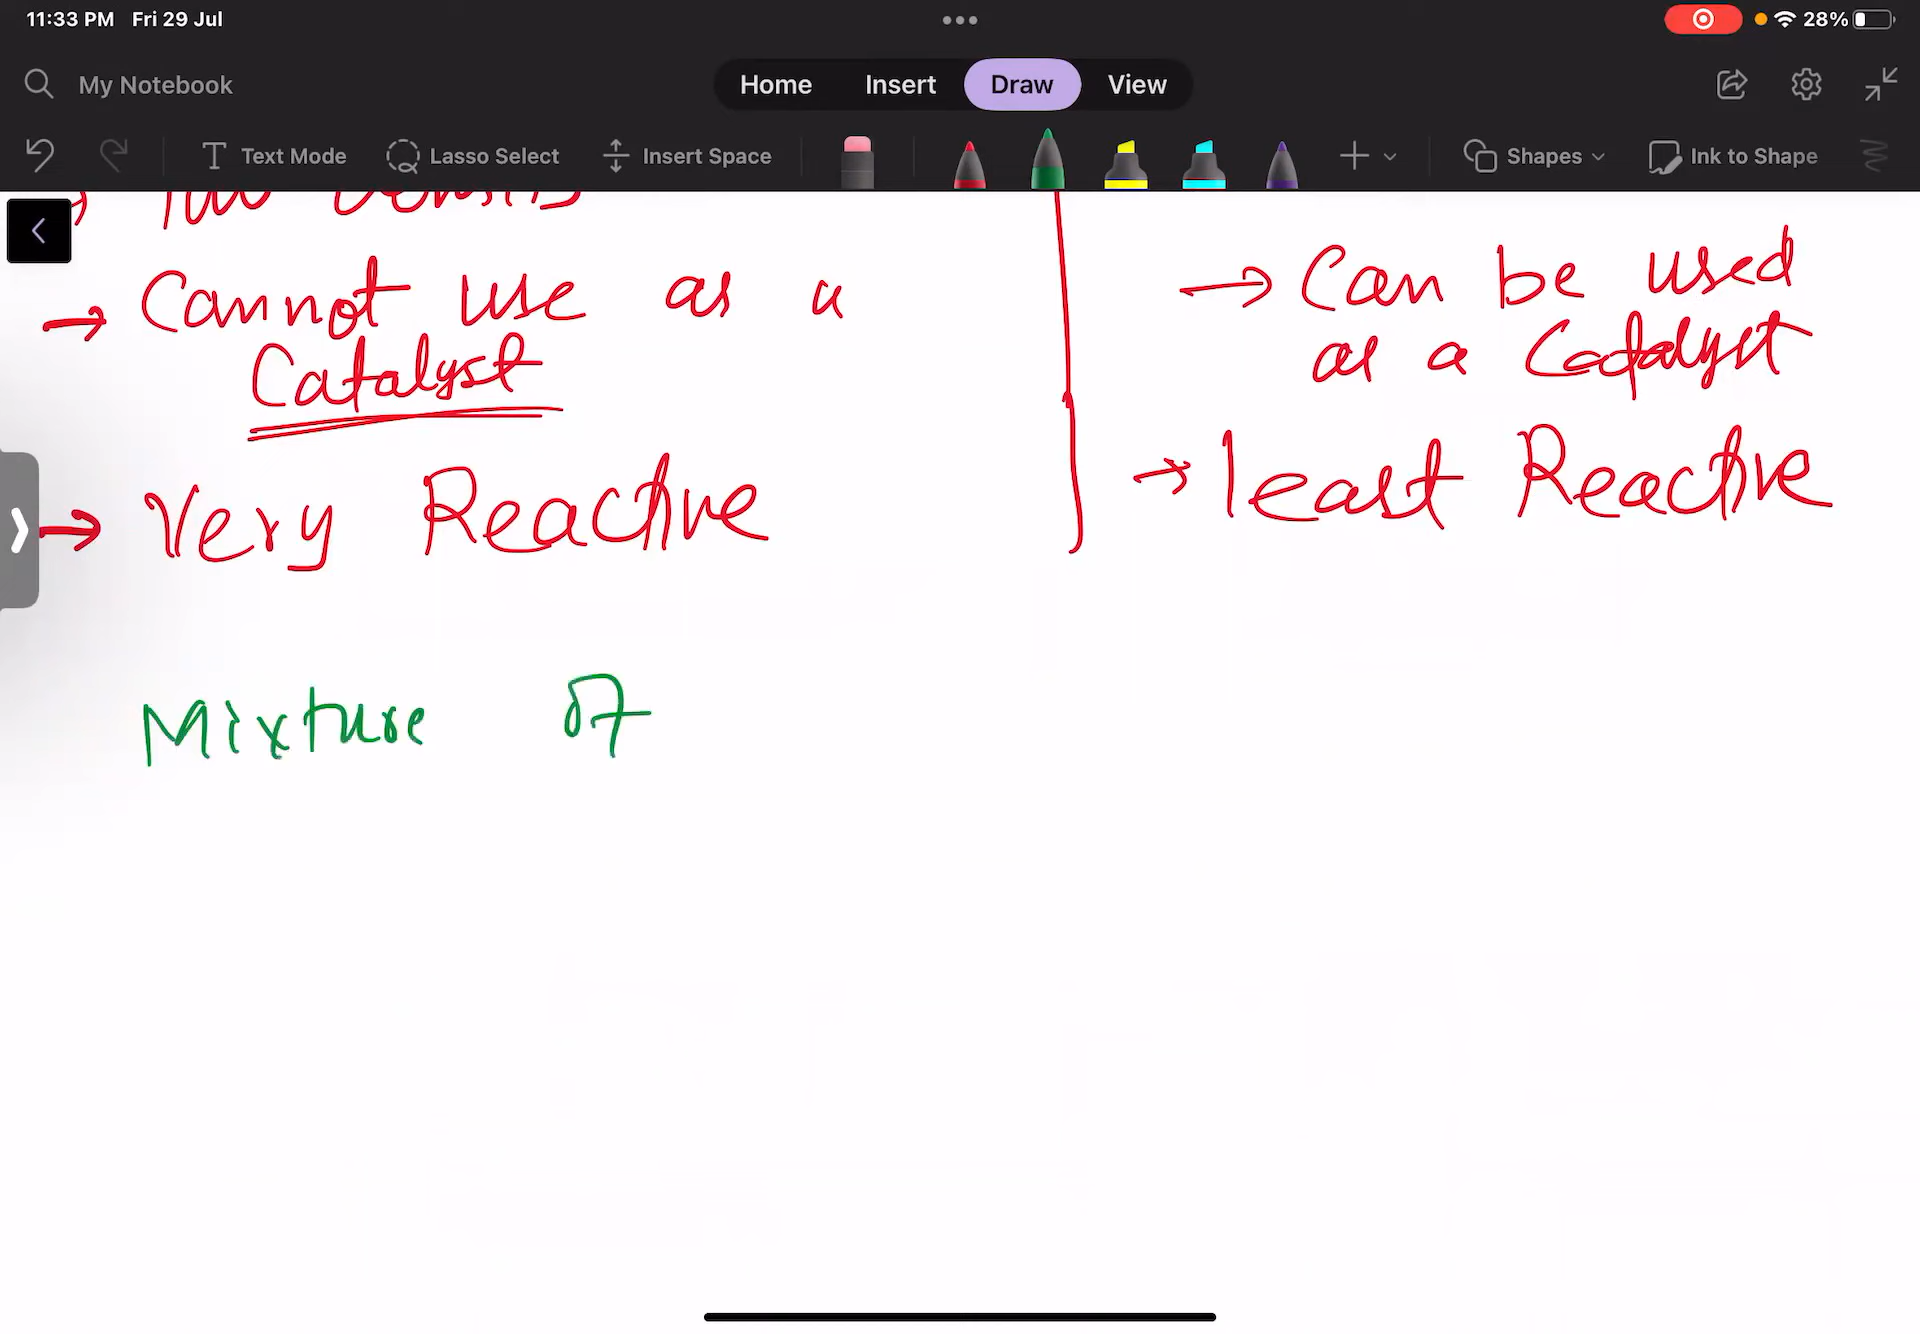 11:33 PM Fri 29 Jul
28%
My Notebook
Home Insert Draw View
Text Mode Lasso Select Insert Space Shapes Ink to Shape
→ Cannot use as a
Catalyst
→ Very Reactive
→ Can be used
as a Catalyst
→ least Reactive
Mixture of